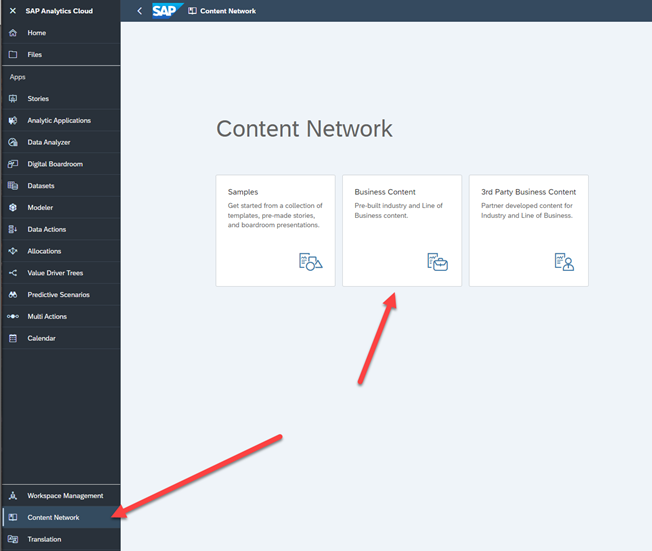 SAP Analytics Cloud
SAP
Content Network
Home
Files
Apps
Stories
Analytic Applications
Data Analyzer
Digital Boardroom
Datasets
Modeler
Data Actions
Allocations
Value Driver Trees
Predictive Scenarios
Multi Actions
Calendar
Workspace Management
Content Network
Translation
Content Network
Samples
Get started from a collection of
templates, pre-made stories,
and boardroom presentations.
Business Content
Pre-built industry and Line of
Business content.
3rd Party Business Content
Partner developed content for
Industry and Line of Business.